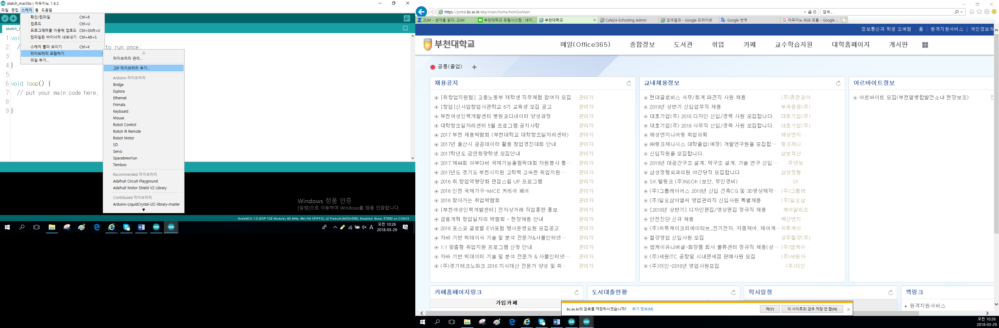 sketch_mar29a | 아두이노 1.8.2
파일 편집 스케치 툴 도움말
확인/컴파일 Ctrl+R
업로드 Ctrl+U
프로그래머를 이용해 업로드 Ctrl+Shift+U
컴파일된 바이너리 내보내기 Ctrl+Alt+S
스케치 폴더 보이기 Ctrl+K
라이브러리 포함하기
파일 추가...
sketch_m
1 voi
2 / to run once:
3
4 }
5
6 void loop() {
7 // put your main code here,
8
9 }
라이브러리 관리...
.ZIP 라이브러리 추가...
Arduino 라이브러리
Bridge
Esplora
Ethernet
Firmata
Keyboard
Mouse
Robot Control
Robot IR Remote
Robot Motor
SD
Servo
SpacebrewYun
Temboo
Recommended 라이브러리
Adafruit Circuit Playground
Adafruit Motor Shield V2 Library
Contributed 라이브러리
Arduino-LiquidCrystal-I2C-library-master
Windows 정품 인증
[설정]으로 이동하여 Windows를 정품 인증합니다.
NodeMCU 1.0 (ESP-12E Module), 80 MHz, 4M (1M SPIFFS), v2 Prebuilt (MSS=536), Disabled, None, 57600 on COM13
A 오전 10:26
2018-03-29
https://portal.bc.ac.kr/ekp/main/home/homGwMain
검색...
ZUM - 생각을 읽다, ZUM
부천대학교 포털시스템 : 네이...
부천대학교
Cafe24-Echosting Admin
검색결과 - Google 드라이브
Google 번역
아두이노 RGB 모듈 - Google ...
정보통신과 학생 오예림 홈 | 원격지원서비스 | 개인정보처
부천대학교
메일(Office365) 종합정보 도서관 취업 카페 교수학습지원 대학홈페이지 게시판
공통(졸업) +
채용공지
[취창업지원팀] 고용노동부 재학생 직무체험 참여자 모집 관리자
[창업]신사업창업사관학교 6기 교육생 모집 공고 관리자
부천여성인력개발센터 병원코디네이터 양성과정 관리자
대학창조일자리센터 5월 프로그램 공지사항 관리자
2017 부천 채용박람회 (부천대학교 대학창조일자리센터) 관리자
2017년 울산시 공공데이터 활용 창업경진대회 안내 관리자
2017학년도 금연희망학생 모집안내 관리자
2017 제44회 아부다비 국제기능올림픽대회 자원봉사 통… 관리자
2017년도 경기도·부천시지원 고학력·고숙련 취업지원… 관리자
2016 취.창업역량강화 면접스킬 UP 프로그램 관리자
2016 인천 국제기구-MICE 커리어 페어 관리자
2016 찾아가는 취업박람회 관리자
[부천여성인력개발센터] 전자상거래 직업훈련 홍보 관리자
금융개혁 창업일자리 박람회 - 현장채용 안내 관리자
2016 포스코 글로벌 EVI포럼 행사운영요원 모집공고 관리자
자바 기반 빅테이서 기술 및 분석 전문가&사물인터넷… 관리자
1:1 맞춤형 취업지원 프로그램 신청 안내 관리자
자바 기반 빅데이터 기술 및 분석 전문가 & 사물인터넷… 관리자
(주)경기테크노파크 2016 지식재산 전문가 양성 및 취… 관리자
교내채용정보
현대글로비스 서무/회계 파견직 사원 채용 (주)휴먼코아
2018년 상반기 신입업무직 채용 부국증권(주)
대호기업(주) 2018 디자인 신입/경력 사원 모집합니다. 대호기업(주)
대호기업(주) 2018 사무직 신입/경력 사원 모집합니다. 대호기업(주)
해성엔지니어링 취업의뢰 해성엔지…
㈜링크제니시스 대학졸업(예정) 개발연구원을 모집합… 링크제니…
신입직원을 모집합니다. 삼보적산…
2018년 대공간구조 설계, 막구조 설계, 기술 연구 신입… 주앤보
삼성정형외과의원 야간당직 모집합니다 삼성정형…
SK 텔링크 (주)NSOK (보안, 무인경비) SK
(주)그룹레이어스 2018년 신입 건축CG 및 3D영상제작… (주)그룹레…
(주)일오삼이엘씨 영업관리직 신입사원 특별채용 (주)일오삼…
[2018년 상반기] 디자인편집/영상편집 정규직 채용 케이알리츠
안전진단 신규 채용 백산엔지…
(주)씨투케이크리에이티브_전기전자, 자동제어, 제어계… 씨투케이…
철강영업 신입사원 모집 성주철강(주)
엠케이유니버셜-화장품 회사 물류센터 정규직 채용(상… (주)엠케이…
(주)세원ITC 공항및 시내면세점 판매사원 모집 (주)세원아…
(주)더인-2018년 영업사원모집 (주)더인
아르바이트정보
아르바이트 모집(부천열병합발전소내 현장보조)
카페홈페이지링크
가입카페
도서대출현황
학사일정
퀵링크
원격지원서비스
bc.ac.kr의 암호를 저장하시겠습니까? 추가 정보(M) 예(Y) 이 사이트의 경우 저장 안 함(N)
오전 10:26
2018-03-29